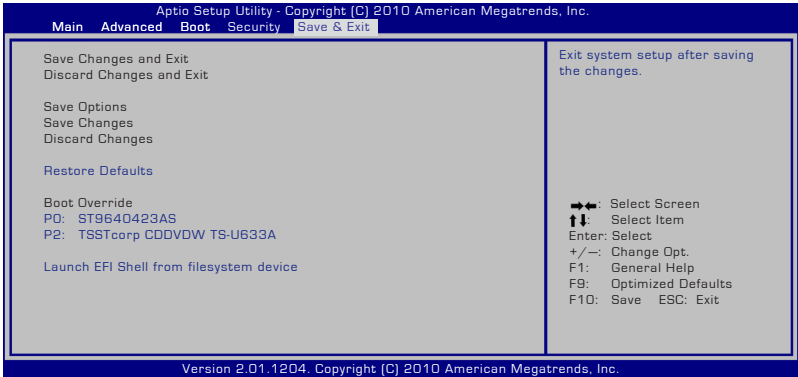 Aptio Setup Utility - Copyright (C) 2010 American Megatrends, Inc.
Main Advanced Boot Security Save & Exit
Save Changes and Exit
Discard Changes and Exit
Save Options
Save Changes
Discard Changes
Restore Defaults
Boot Override
P0: ST9640423AS
P2: TSSTcorp CDDVDW TS-U633A
Launch EFI Shell from filesystem device
Exit system setup after saving
the changes.
→←: Select Screen
↑↓: Select Item
Enter: Select
+/—: Change Opt.
F1: General Help
F9: Optimized Defaults
F10: Save ESC: Exit
Version 2.01.1204. Copyright (C) 2010 American Megatrends, Inc.